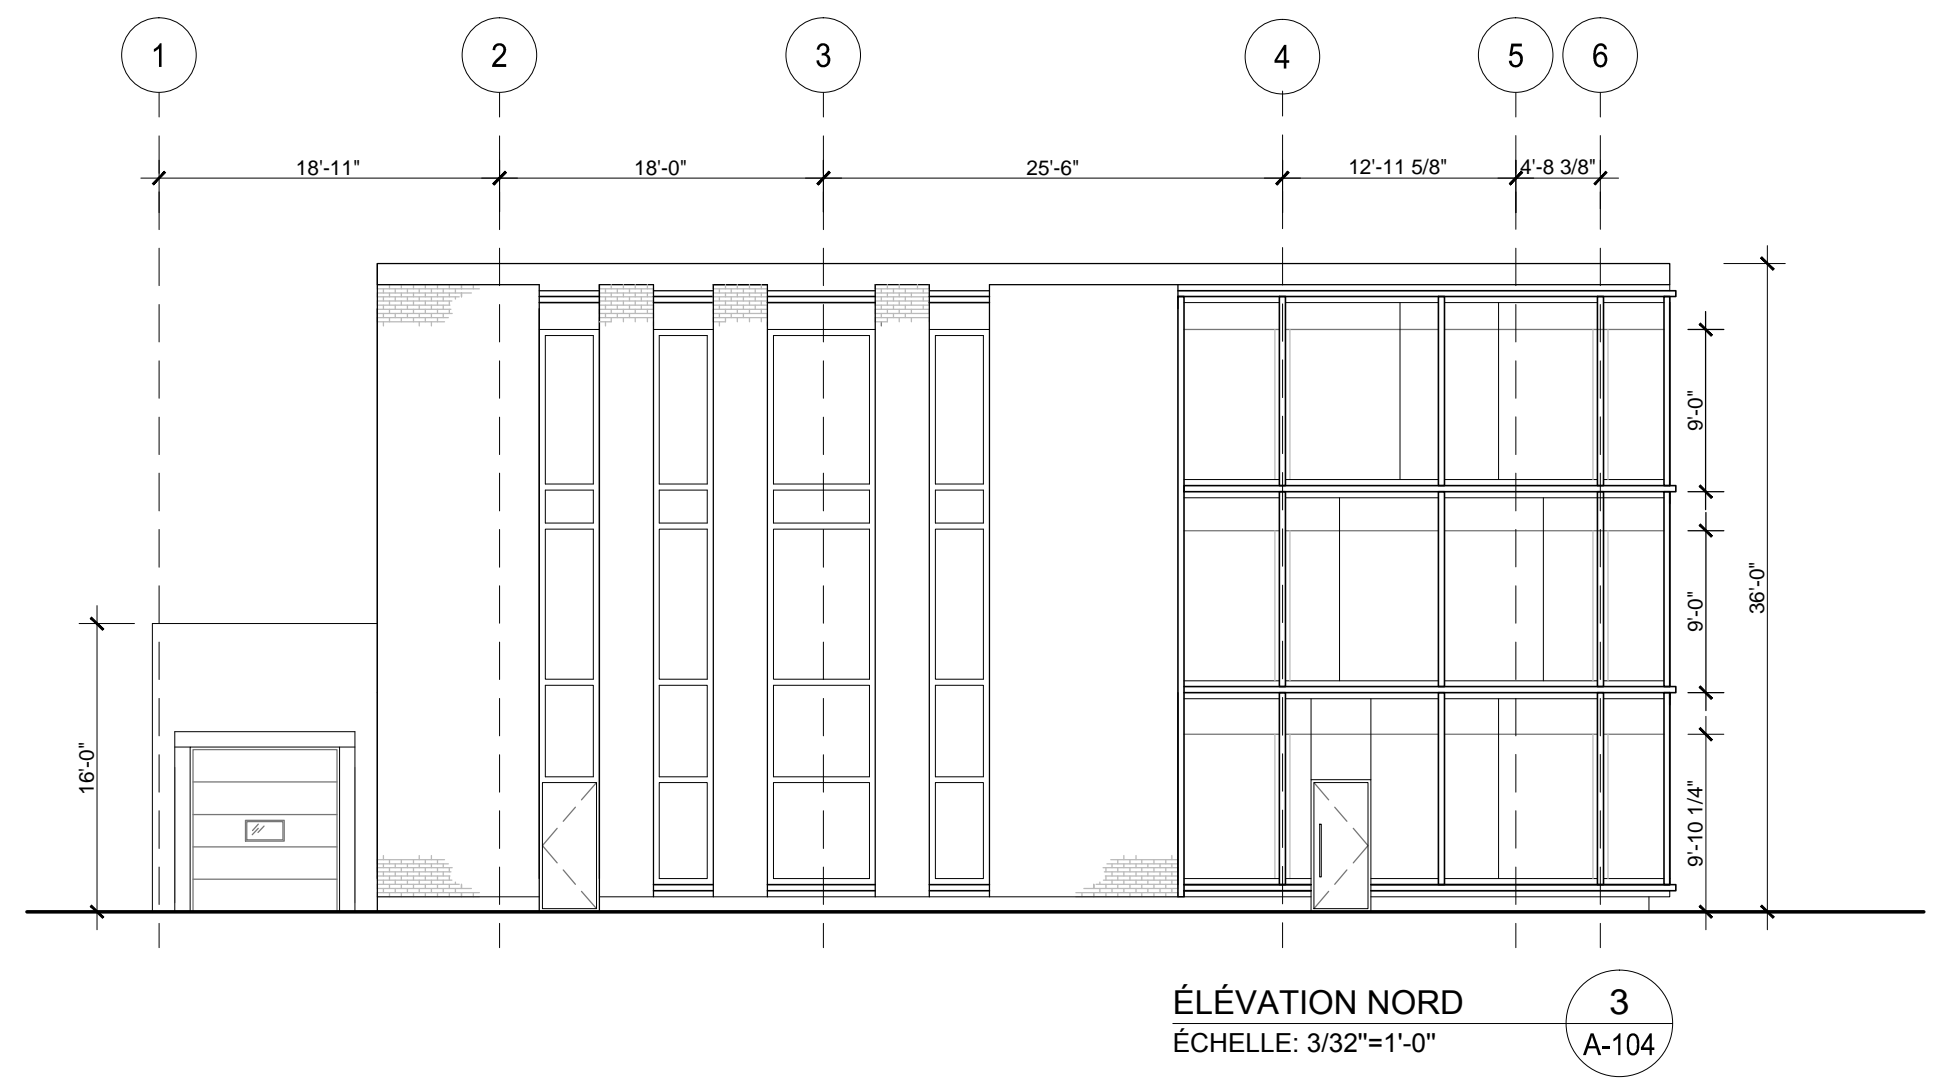 1 2 3 4 5 6
18'-11" 18'-0" 25'-6" 12'-11 5/8" 4'-8 3/8"
9'-0"
36'-0"
9'-0"
16'-0"
9'-10 1/4"
ÉLÉVATION NORD 3
ÉCHELLE: 3/32"=1'-0" A-104